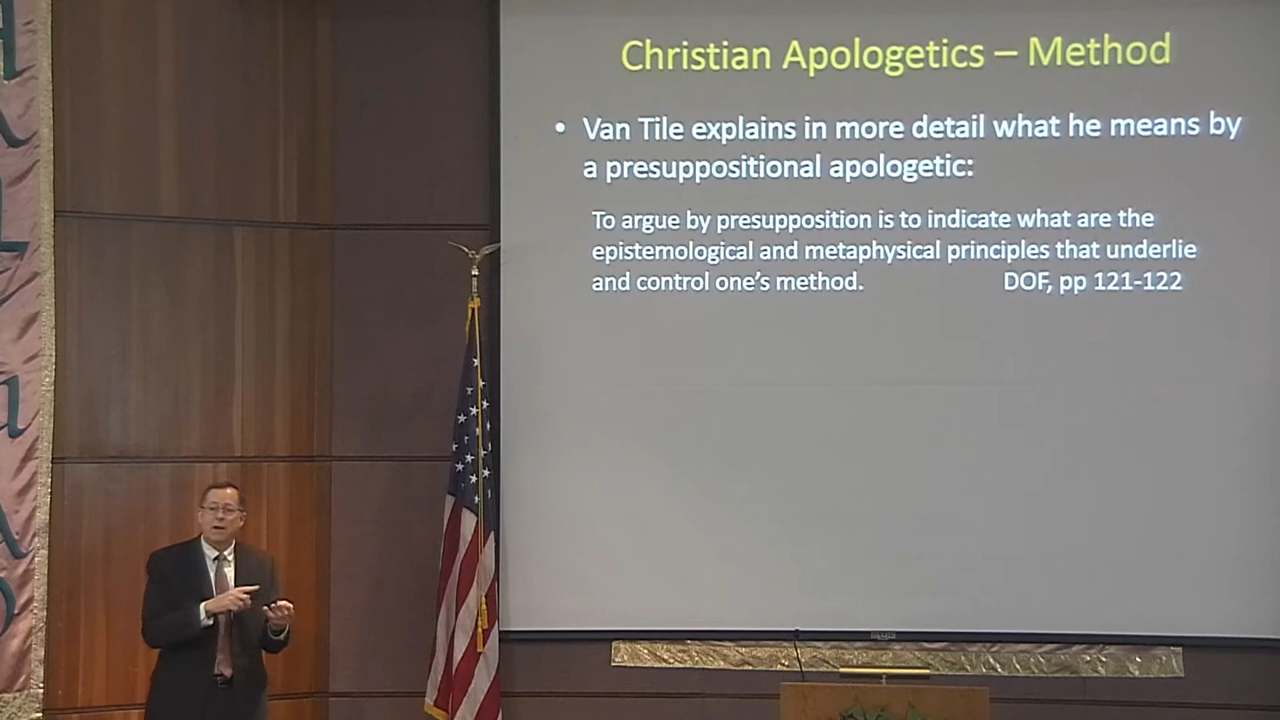 Christian Apologetics – Method
• Van Tile explains in more detail what he means by
a presuppositional apologetic:
To argue by presupposition is to indicate what are the
epistemological and metaphysical principles that underlie
and control one's method. DOF, pp 121-122